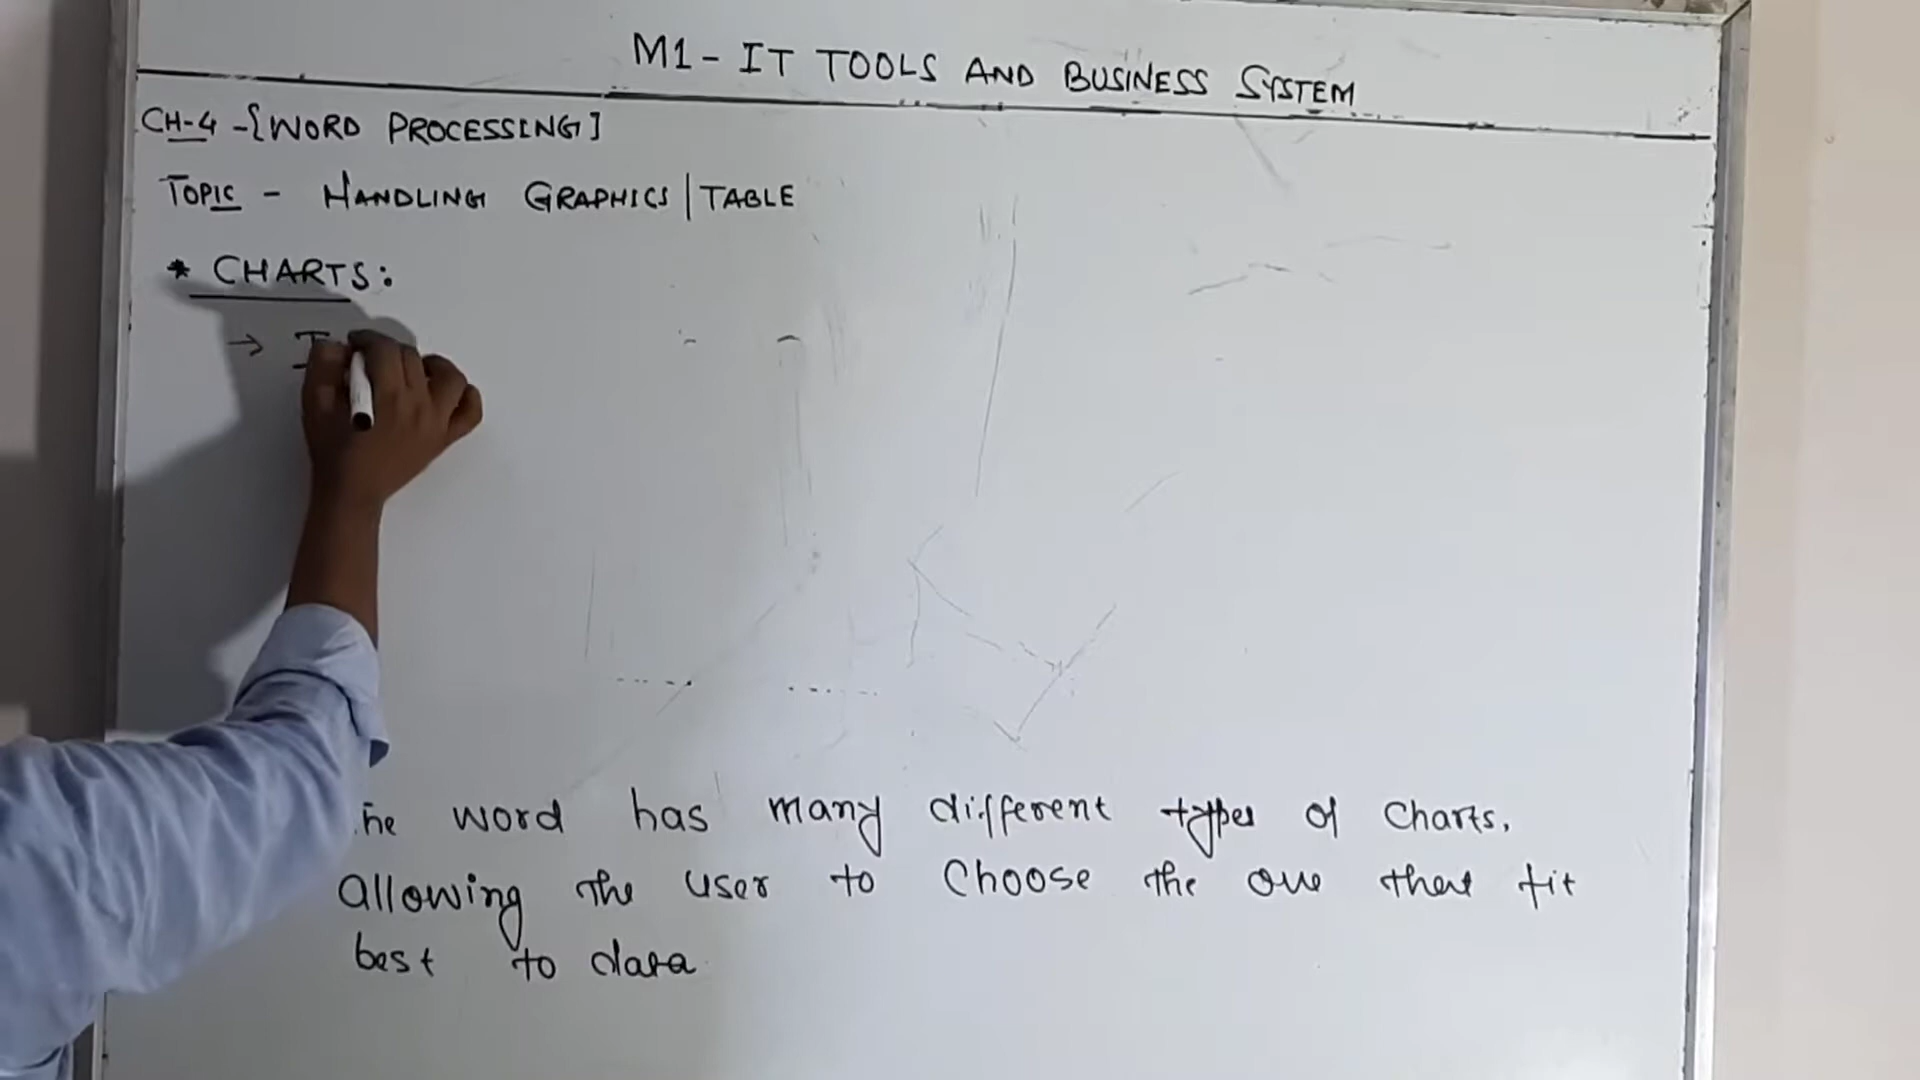 M1 - IT TOOLS AND BUSINESS SYSTEM
CH-4 -[WORD PROCESSING]
TOPIC - HANDLING GRAPHICS | TABLE
* CHARTS:
→ I
word has many different types of Charts.
allowing the user to Choose the one that fit
best to data